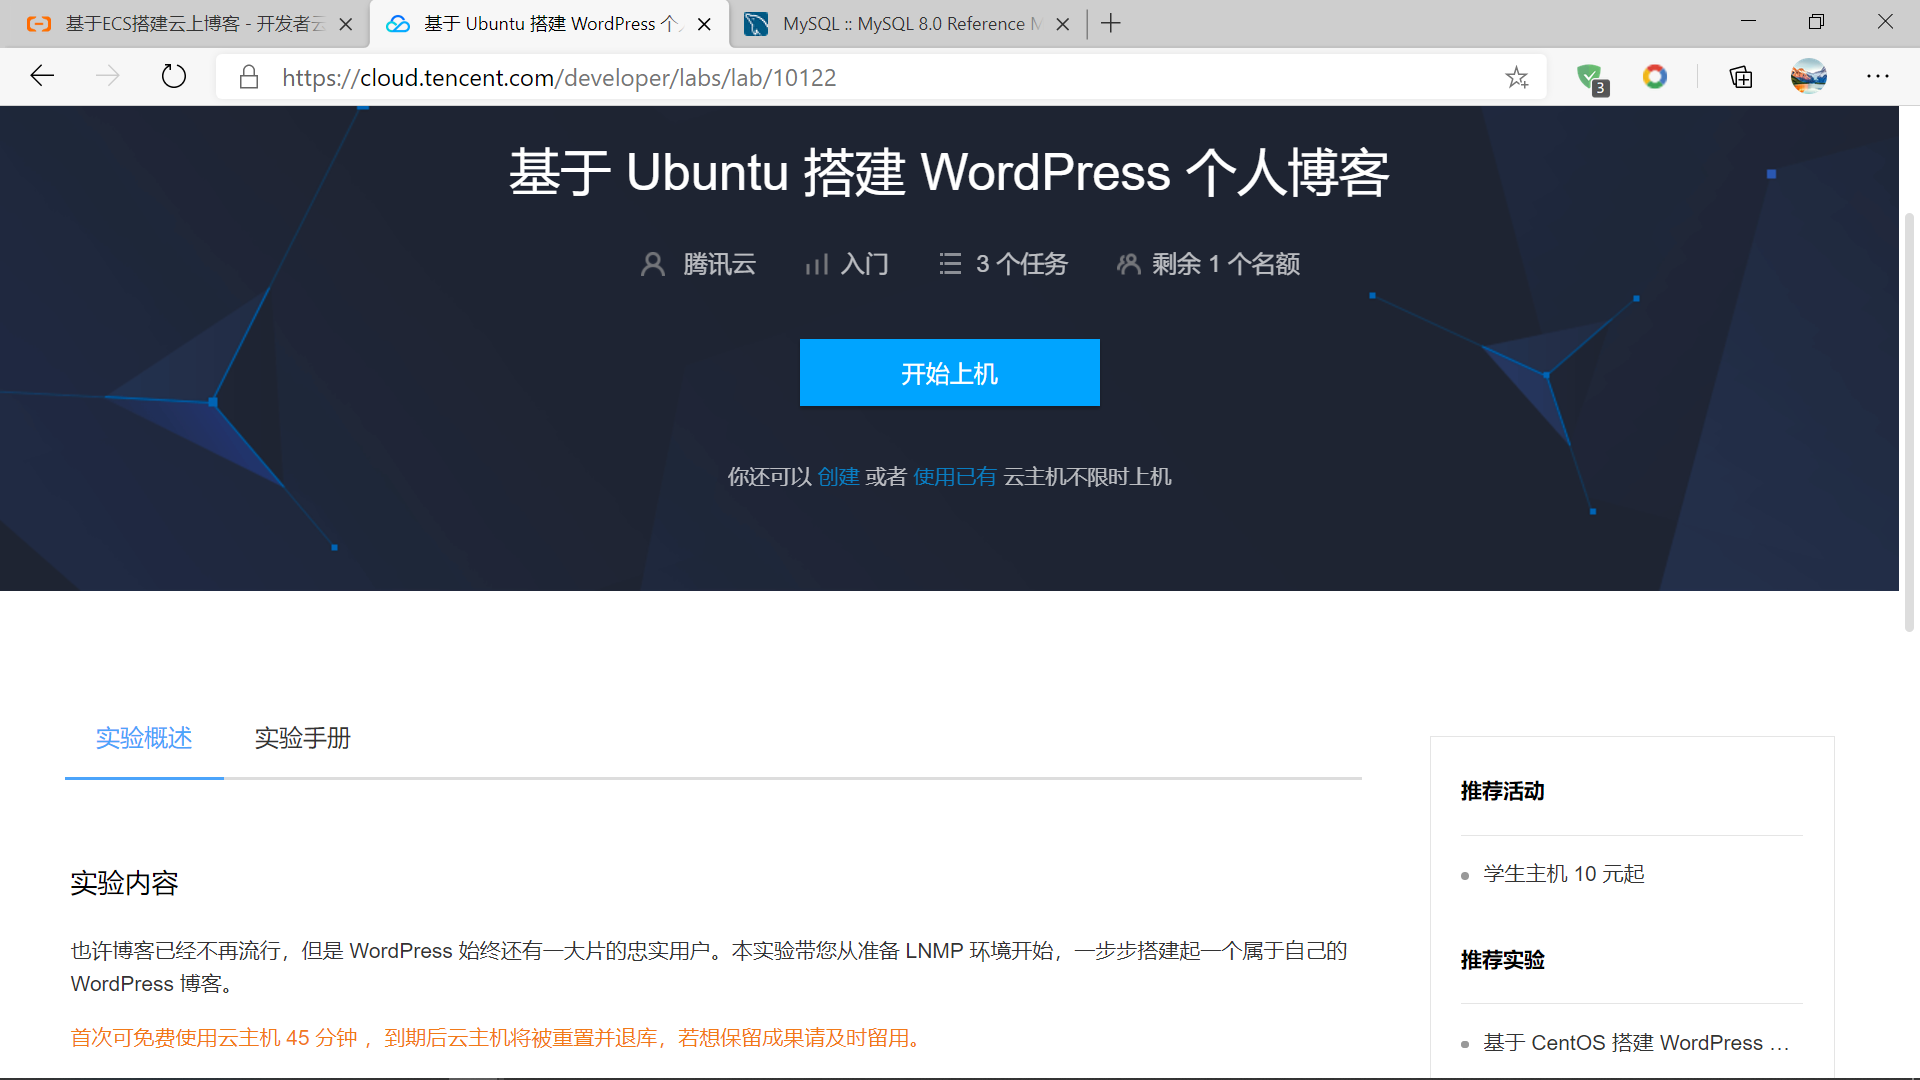 基于ECS搭建云上博客 - 开发者云
基于 Ubuntu 搭建 WordPress 个人
MySQL :: MySQL 8.0 Reference M
https://cloud.tencent.com/developer/labs/lab/10122
3
基于 Ubuntu 搭建 WordPress 个人博客
腾讯云
入门
3 个任务
剩余 1 个名额
开始上机
你还可以 创建 或者 使用已有 云主机不限时上机
实验概述
实验手册
实验内容
也许博客已经不再流行，但是 WordPress 始终还有一大片的忠实用户。本实验带您从准备 LNMP 环境开始，一步步搭建起一个属于自己的
WordPress 博客。
首次可免费使用云主机 45 分钟 ，到期后云主机将被重置并退库，若想保留成果请及时留用。
推荐活动
学生主机 10 元起
推荐实验
基于 CentOS 搭建 WordPress …